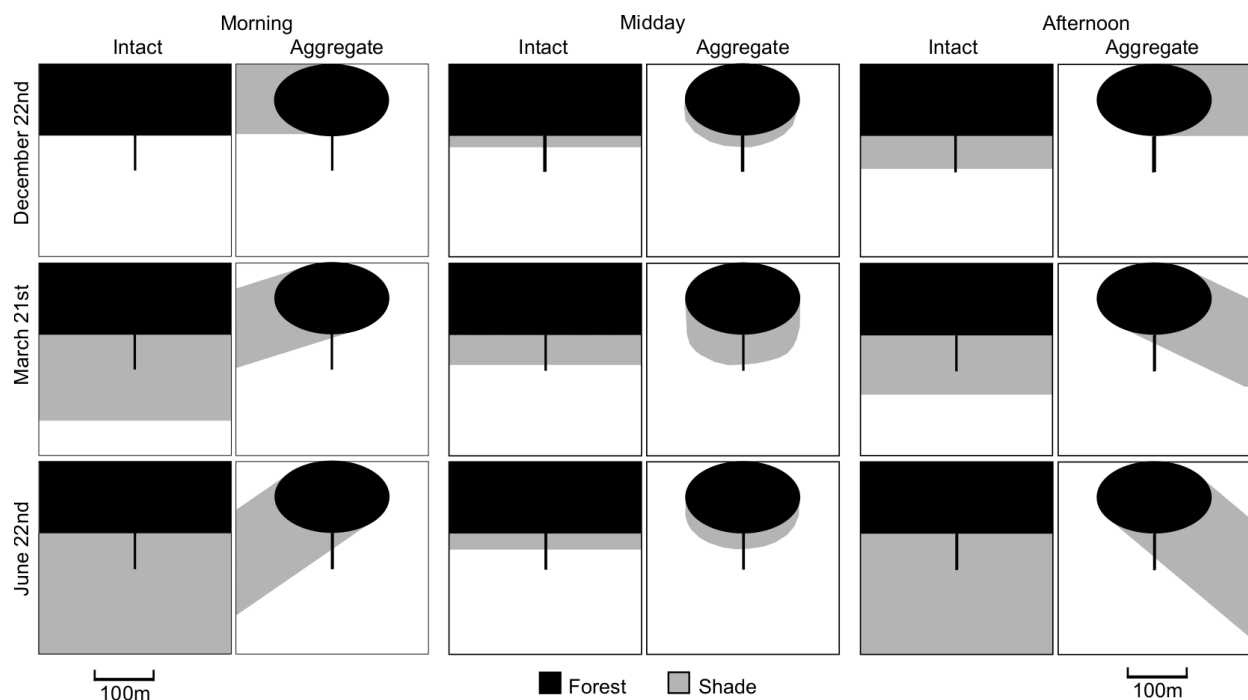 Morning Midday Afternoon
Intact Aggregate Intact Aggregate Intact Aggregate
December 22nd
March 21st
June 22nd
100m Forest Shade 100m